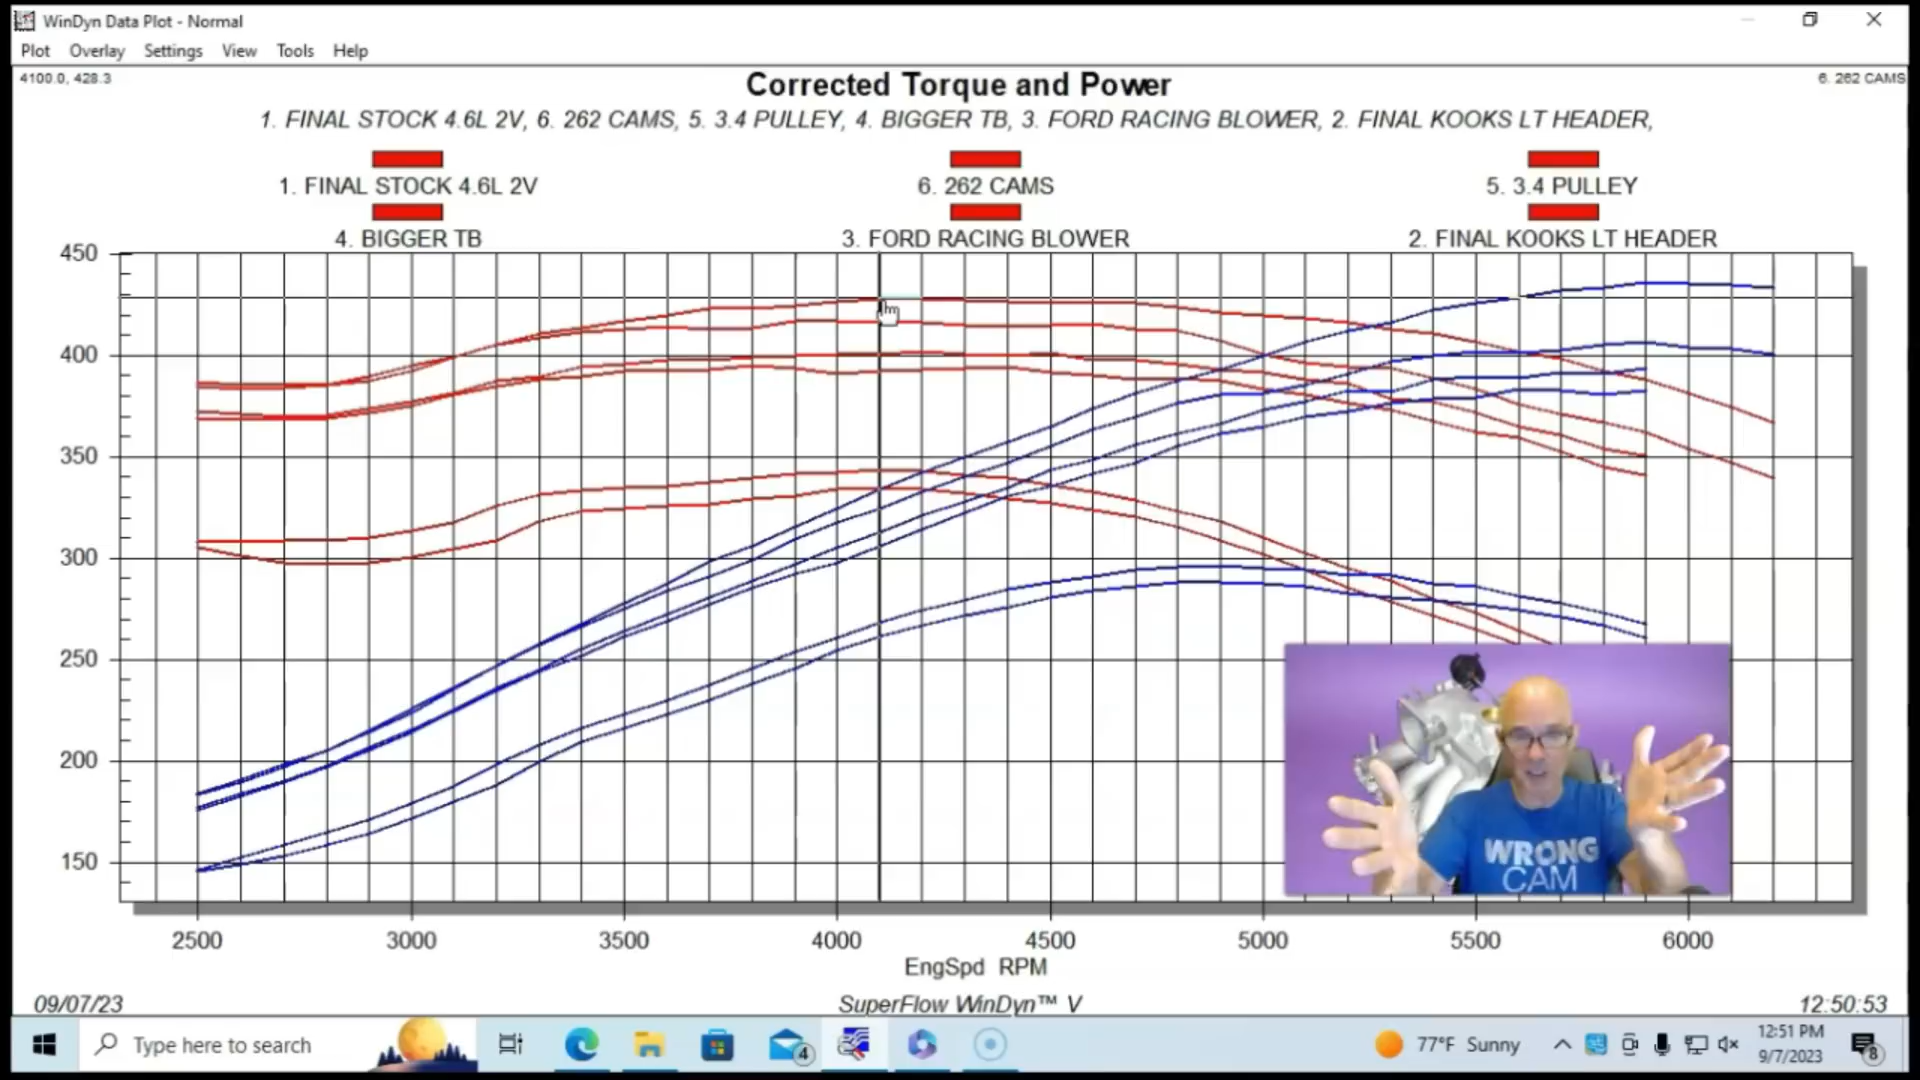 WinDyn Data Plot - Normal
Plot Overlay Settings View Tools Help
4100.0, 428.3
Corrected Torque and Power
6. 262 CAMS
1. FINAL STOCK 4.6L 2V, 6. 262 CAMS, 5. 3.4 PULLEY, 4. BIGGER TB, 3. FORD RACING BLOWER, 2. FINAL KOOKS LT HEADER,
1. FINAL STOCK 4.6L 2V
6. 262 CAMS
5. 3.4 PULLEY
4. BIGGER TB
3. FORD RACING BLOWER
2. FINAL KOOKS LT HEADER
450
400
350
300
250
200
150
WRONG
CAM
2500 3000 3500 4000 4500 5000 5500 6000
EngSpd RPM
09/07/23
SuperFlow WinDyn™ V
12:50:53
Type here to search
4
77°F Sunny
12:51 PM
9/7/2023
8